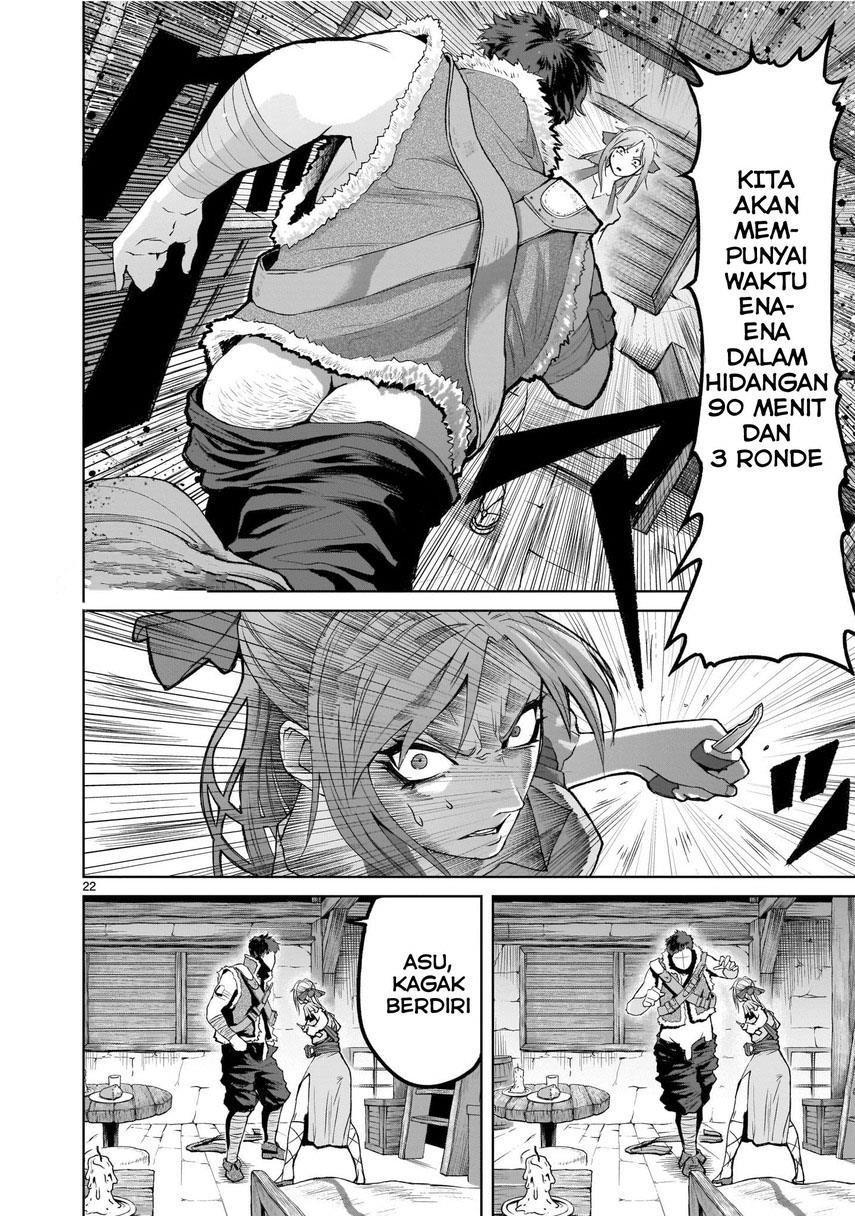 KITA
AKAN
MEM-
PUNYAI
WAKTU
ENA-
ENA
DALAM
HIDANGAN
90 MENIT
DAN
3 RONDE
22
ASU,
KAGAK
BERDIRI